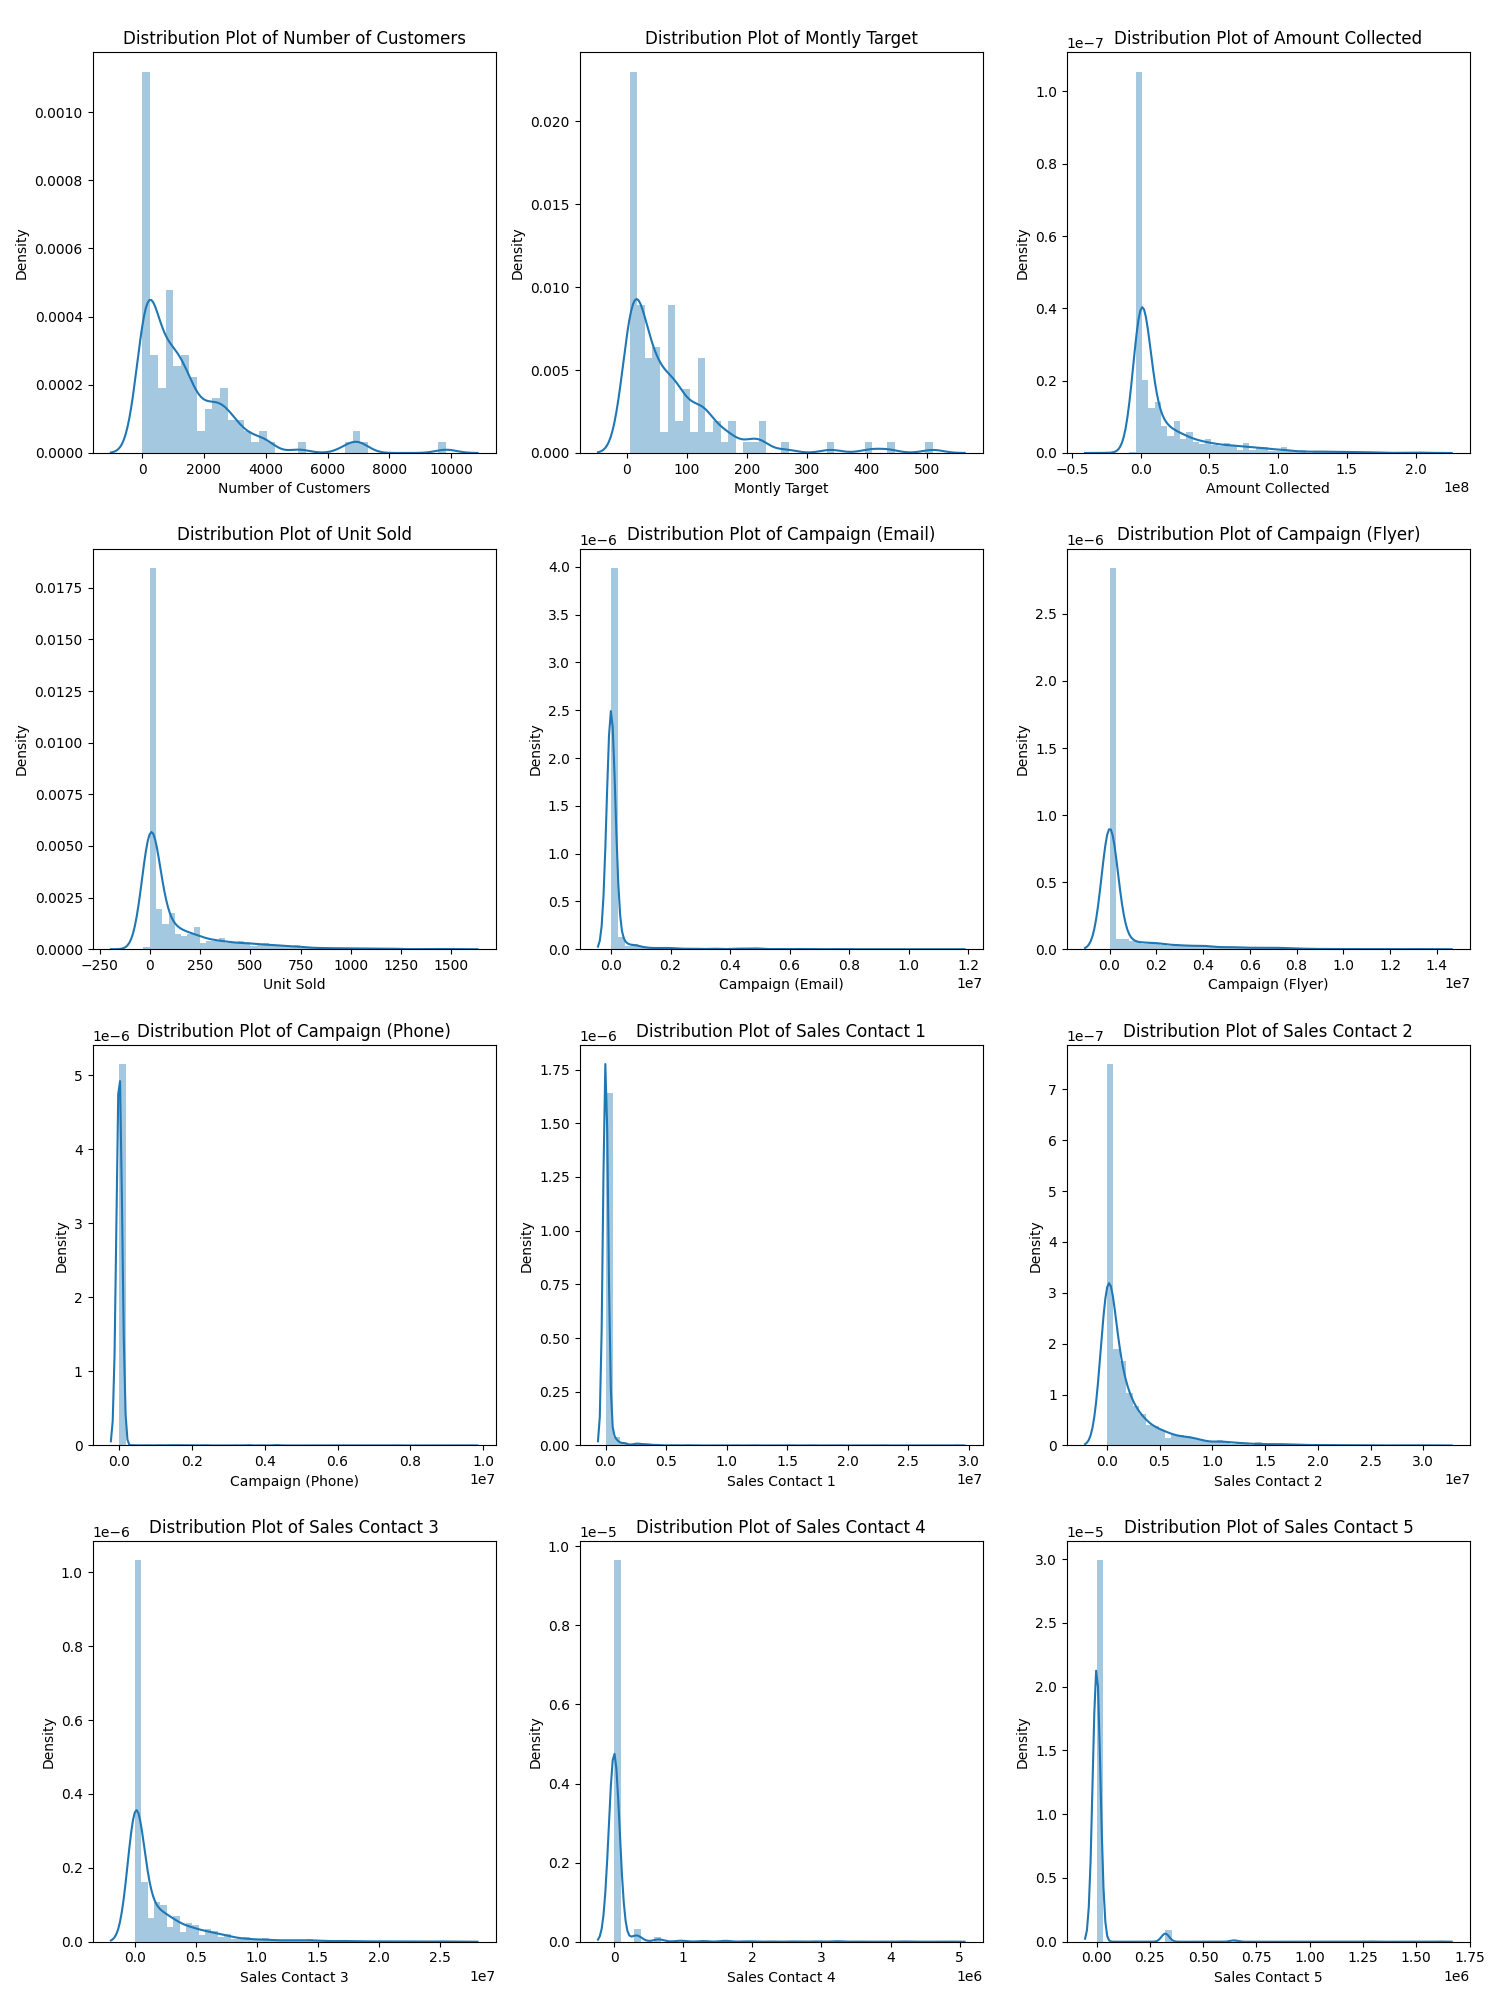 Distribution Plot of Number of Customers
Density
0.0010
0.0008
0.0006
0.0004
0.0002
0.0000
0 2000 4000 6000 8000 10000
Number of Customers
Distribution Plot of Montly Target
Density
0.020
0.015
0.010
0.005
0.000
0 100 200 300 400 500
Montly Target
Distribution Plot of Amount Collected
1e−7
Density
1.0
0.8
0.6
0.4
0.2
0.0
−0.5 0.0 0.5 1.0 1.5 2.0
1e8
Amount Collected
Distribution Plot of Unit Sold
Density
0.0175
0.0150
0.0125
0.0100
0.0075
0.0050
0.0025
0.0000
−250 0 250 500 750 1000 1250 1500
Unit Sold
Distribution Plot of Campaign (Email)
1e−6
Density
4.0
3.5
3.0
2.5
2.0
1.5
1.0
0.5
0.0
0.0 0.2 0.4 0.6 0.8 1.0 1.2
1e7
Campaign (Email)
Distribution Plot of Campaign (Flyer)
1e−6
Density
2.5
2.0
1.5
1.0
0.5
0.0
0.0 0.2 0.4 0.6 0.8 1.0 1.2 1.4
1e7
Campaign (Flyer)
Distribution Plot of Campaign (Phone)
1e−6
Density
5
4
3
2
1
0
0.0 0.2 0.4 0.6 0.8 1.0
1e7
Campaign (Phone)
Distribution Plot of Sales Contact 1
1e−6
Density
1.75
1.50
1.25
1.00
0.75
0.50
0.25
0.00
0.0 0.5 1.0 1.5 2.0 2.5 3.0
1e7
Sales Contact 1
Distribution Plot of Sales Contact 2
1e−7
Density
7
6
5
4
3
2
1
0
0.0 0.5 1.0 1.5 2.0 2.5 3.0
1e7
Sales Contact 2
Distribution Plot of Sales Contact 3
1e−6
Density
1.0
0.8
0.6
0.4
0.2
0.0
0.0 0.5 1.0 1.5 2.0 2.5
1e7
Sales Contact 3
Distribution Plot of Sales Contact 4
1e−5
Density
1.0
0.8
0.6
0.4
0.2
0.0
0 1 2 3 4 5
1e6
Sales Contact 4
Distribution Plot of Sales Contact 5
1e−5
Density
3.0
2.5
2.0
1.5
1.0
0.5
0.0
0.00 0.25 0.50 0.75 1.00 1.25 1.50 1.75
1e6
Sales Contact 5